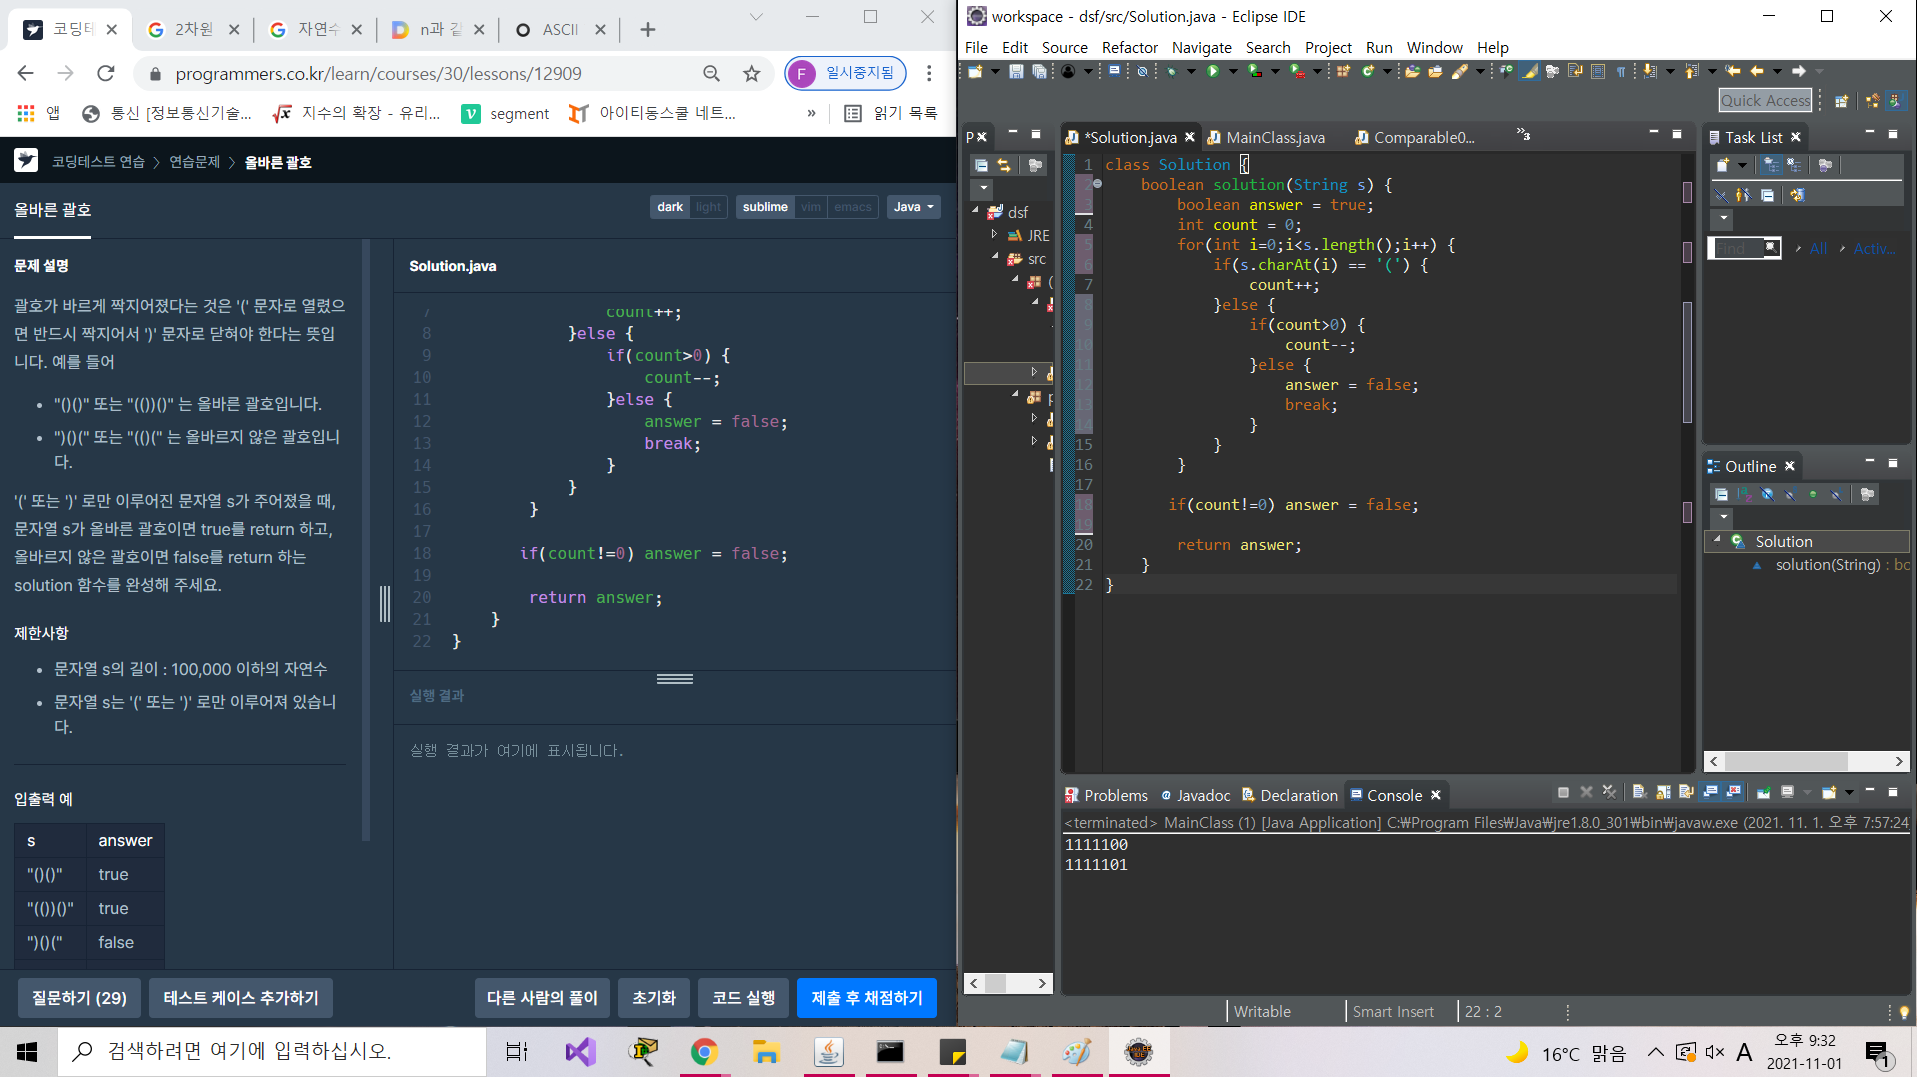 코딩테
2차원
자연수
n과 같
ASCII
programmers.co.kr/learn/courses/30/lessons/12909
F 일시중지됨
앱
통신 [정보통신기술...
지수의 확장 - 유리...
segment
아이티동스쿨 네트...
»
읽기 목록
코딩테스트 연습 > 연습문제 > 올바른 괄호
올바른 괄호
dark light
sublime vim emacs
Java
문제 설명
괄호가 바르게 짝지어졌다는 것은 '(' 문자로 열렸으
면 반드시 짝지어서 ')' 문자로 닫혀야 한다는 뜻입
니다. 예를 들어
• "()()" 또는 "(())()" 는 올바른 괄호입니다.
• ")()(" 또는 "(()(" 는 올바르지 않은 괄호입니
다.
'(' 또는 ')' 로만 이루어진 문자열 s가 주어졌을 때,
문자열 s가 올바른 괄호이면 true를 return 하고,
올바르지 않은 괄호이면 false를 return 하는
solution 함수를 완성해 주세요.
제한사항
• 문자열 s의 길이 : 100,000 이하의 자연수
• 문자열 s는 '(' 또는 ')' 로만 이루어져 있습니
다.
입출력 예
s answer
"()()" true
"(())()" true
")()(" false
Solution.java
7 count++;
8 }else {
9 if(count>0) {
10 count--;
11 }else {
12 answer = false;
13 break;
14 }
15 }
16 }
17
18 if(count!=0) answer = false;
19
20 return answer;
21 }
22 }
실행 결과
실행 결과가 여기에 표시됩니다.
질문하기 (29)
테스트 케이스 추가하기
다른 사람의 풀이
초기화
코드 실행
제출 후 채점하기
workspace - dsf/src/Solution.java - Eclipse IDE
File Edit Source Refactor Navigate Search Project Run Window Help
Quick Access
P
dsf
JRE
src
*Solution.java
MainClass.java
Comparable0...
»3
1 class Solution {
2 boolean solution(String s) {
3 boolean answer = true;
4 int count = 0;
5 for(int i=0;i<s.length();i++) {
6 if(s.charAt(i) == '(') {
7 count++;
8 }else {
9 if(count>0) {
10 count--;
11 }else {
12 answer = false;
13 break;
14 }
15 }
16 }
17
18 if(count!=0) answer = false;
19
20 return answer;
21 }
22 }
Task List
Find
All
Activ...
Outline
Solution
solution(String) : bo
Problems
@ Javadoc
Declaration
Console
<terminated> MainClass (1) [Java Application] C:₩Program Files₩Java₩jre1.8.0_301₩bin₩javaw.exe (2021. 11. 1. 오후 7:57:24
1111100
1111101
Writable
Smart Insert
22 : 2
검색하려면 여기에 입력하십시오.
16°C 맑음
A
오후 9:32
2021-11-01
1